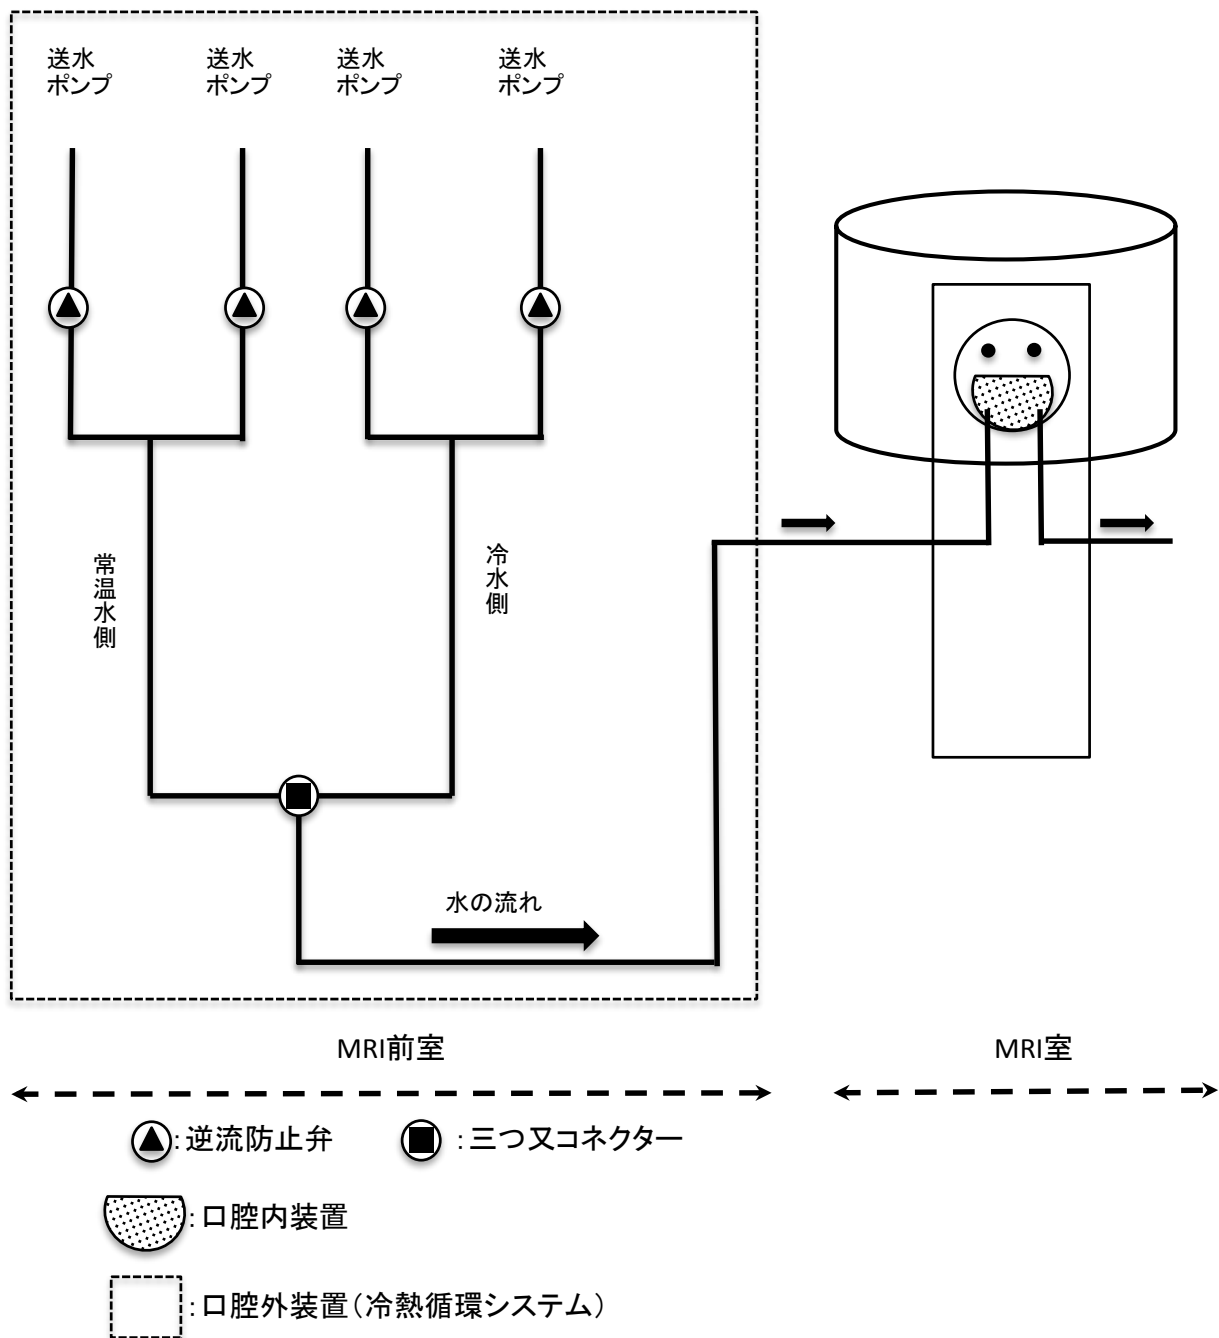 送水
ポンプ
送水
ポンプ
送水
ポンプ
送水
ポンプ
常温水側
冷水側
水の流れ
MRI前室
MRI室
：逆流防止弁
：三つ又コネクター
：口腔内装置
：口腔外装置（冷熱循環システム）